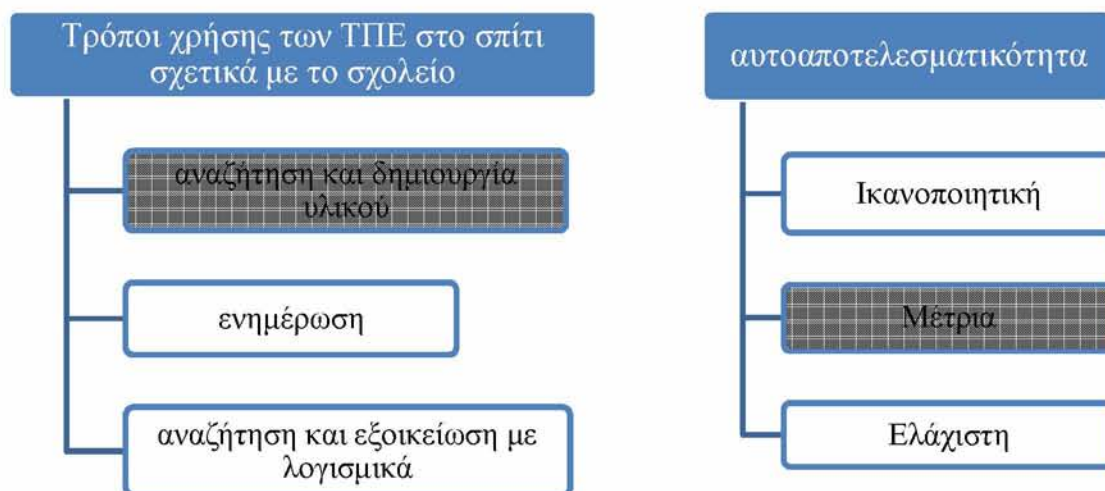 Τρόποι χρήσης των ΤΠΕ στο σπίτι
σχετικά με το σχολείο
αναζήτηση και δημιουργία
υλικού
ενημέρωση
αναζήτηση και εξοικείωση με
λογισμικά
αυτοαποτελεσματικότητα
Ικανοποιητική
Μέτρια
Ελάχιστη